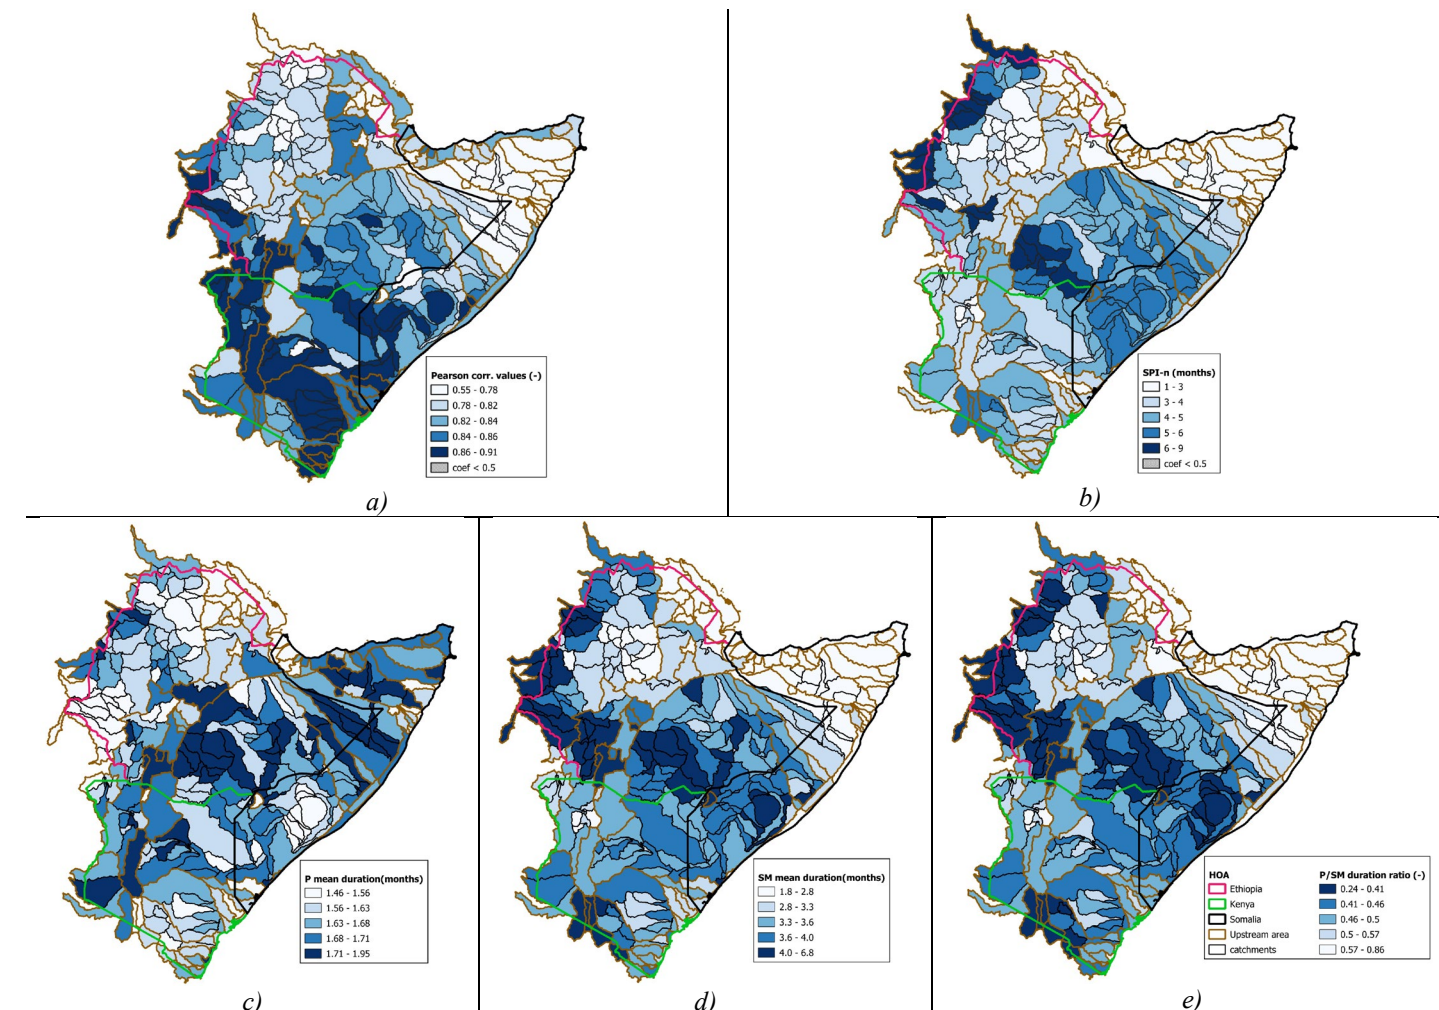 Pearson corr. values (-)
0.55 - 0.78
0.78 - 0.82
0.82 - 0.84
0.84 - 0.86
0.86 - 0.91
coef < 0.5
a)
SPI-n (months)
1 - 3
3 - 4
4 - 5
5 - 6
6 - 9
coef < 0.5
b)
P mean duration(months)
1.46 - 1.56
1.56 - 1.63
1.63 - 1.68
1.68 - 1.71
1.71 - 1.95
c)
SM mean duration(months)
1.8 - 2.8
2.8 - 3.3
3.3 - 3.6
3.6 - 4.0
4.0 - 6.8
d)
HOA
Ethiopia
Kenya
Somalia
Upstream area
catchments
P/SM duration ratio (-)
0.24 - 0.41
0.41 - 0.46
0.46 - 0.5
0.5 - 0.57
0.57 - 0.86
e)